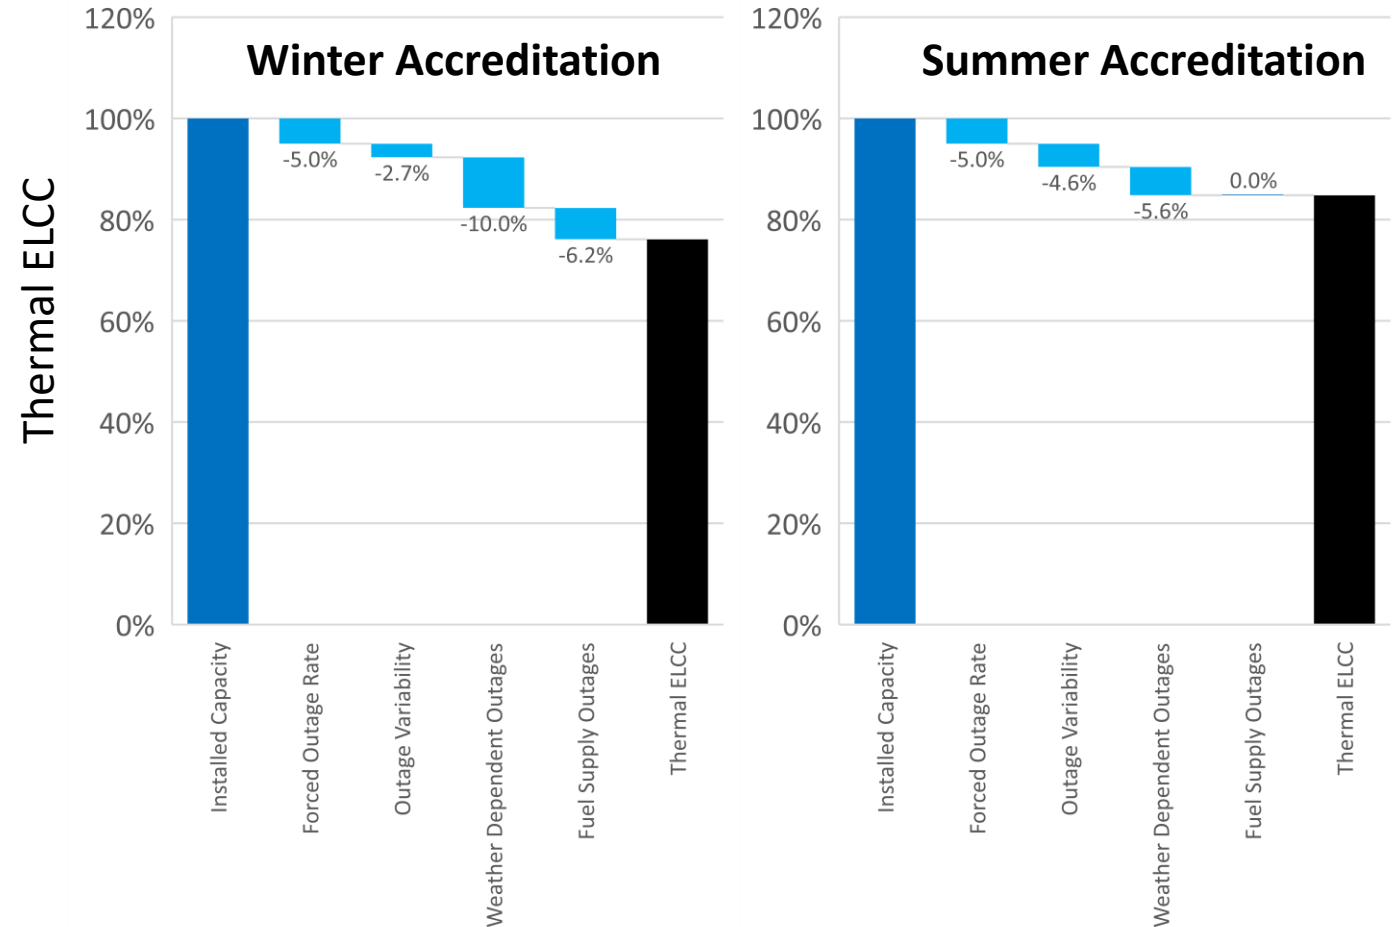 Thermal ELCC
Winter Accreditation
120%
100%
80%
60%
40%
20%
0%
-5.0%
-2.7%
-10.0%
-6.2%
Installed Capacity
Forced Outage Rate
Outage Variability
Weather Dependent Outages
Fuel Supply Outages
Thermal ELCC
Summer Accreditation
120%
100%
80%
60%
40%
20%
0%
-5.0%
-4.6%
-5.6%
0.0%
Installed Capacity
Forced Outage Rate
Outage Variability
Weather Dependent Outages
Fuel Supply Outages
Thermal ELCC